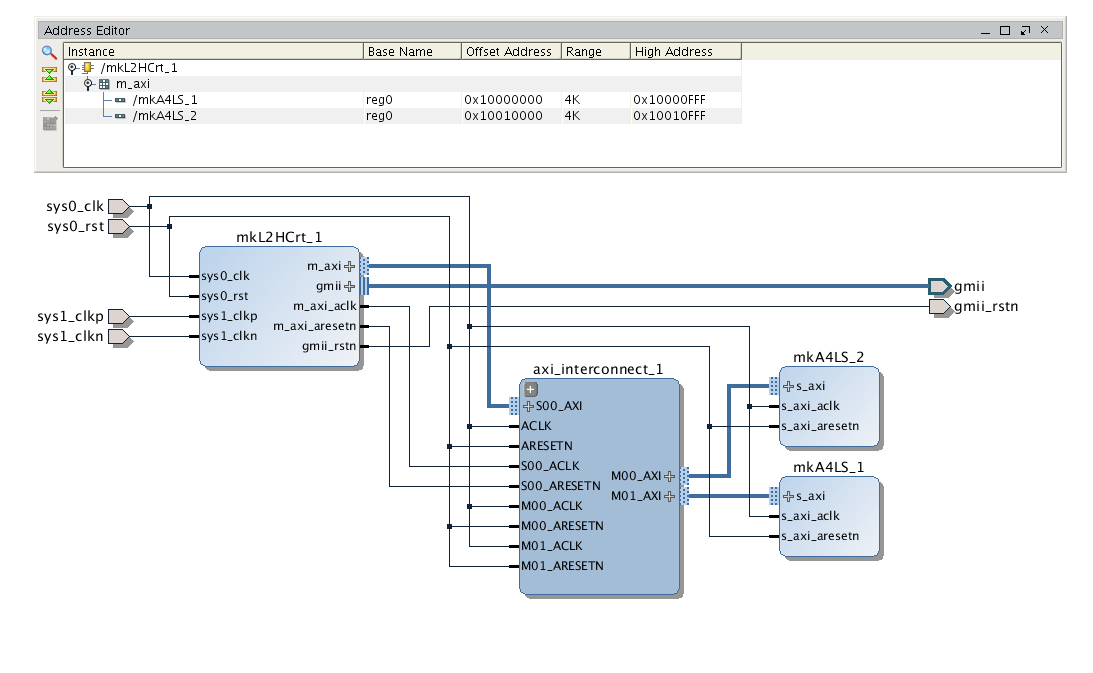 Address Editor
Instance Base Name Offset Address Range High Address
/mkL2HCrt_1
m_axi
/mkA4LS_1 reg0 0x10000000 4K 0x10000FFF
/mkA4LS_2 reg0 0x10010000 4K 0x10010FFF
sys0_clk
sys0_rst
sys1_clkp
sys1_clkn
mkL2HCrt_1
sys0_clk
sys0_rst
sys1_clkp
sys1_clkn
m_axi
gmii
m_axi_aclk
m_axi_aresetn
gmii_rstn
gmii
gmii_rstn
axi_interconnect_1
S00_AXI
ACLK
ARESETN
S00_ACLK
S00_ARESETN
M00_ACLK
M00_ARESETN
M01_ACLK
M01_ARESETN
M00_AXI
M01_AXI
mkA4LS_2
s_axi
s_axi_aclk
s_axi_aresetn
mkA4LS_1
s_axi
s_axi_aclk
s_axi_aresetn